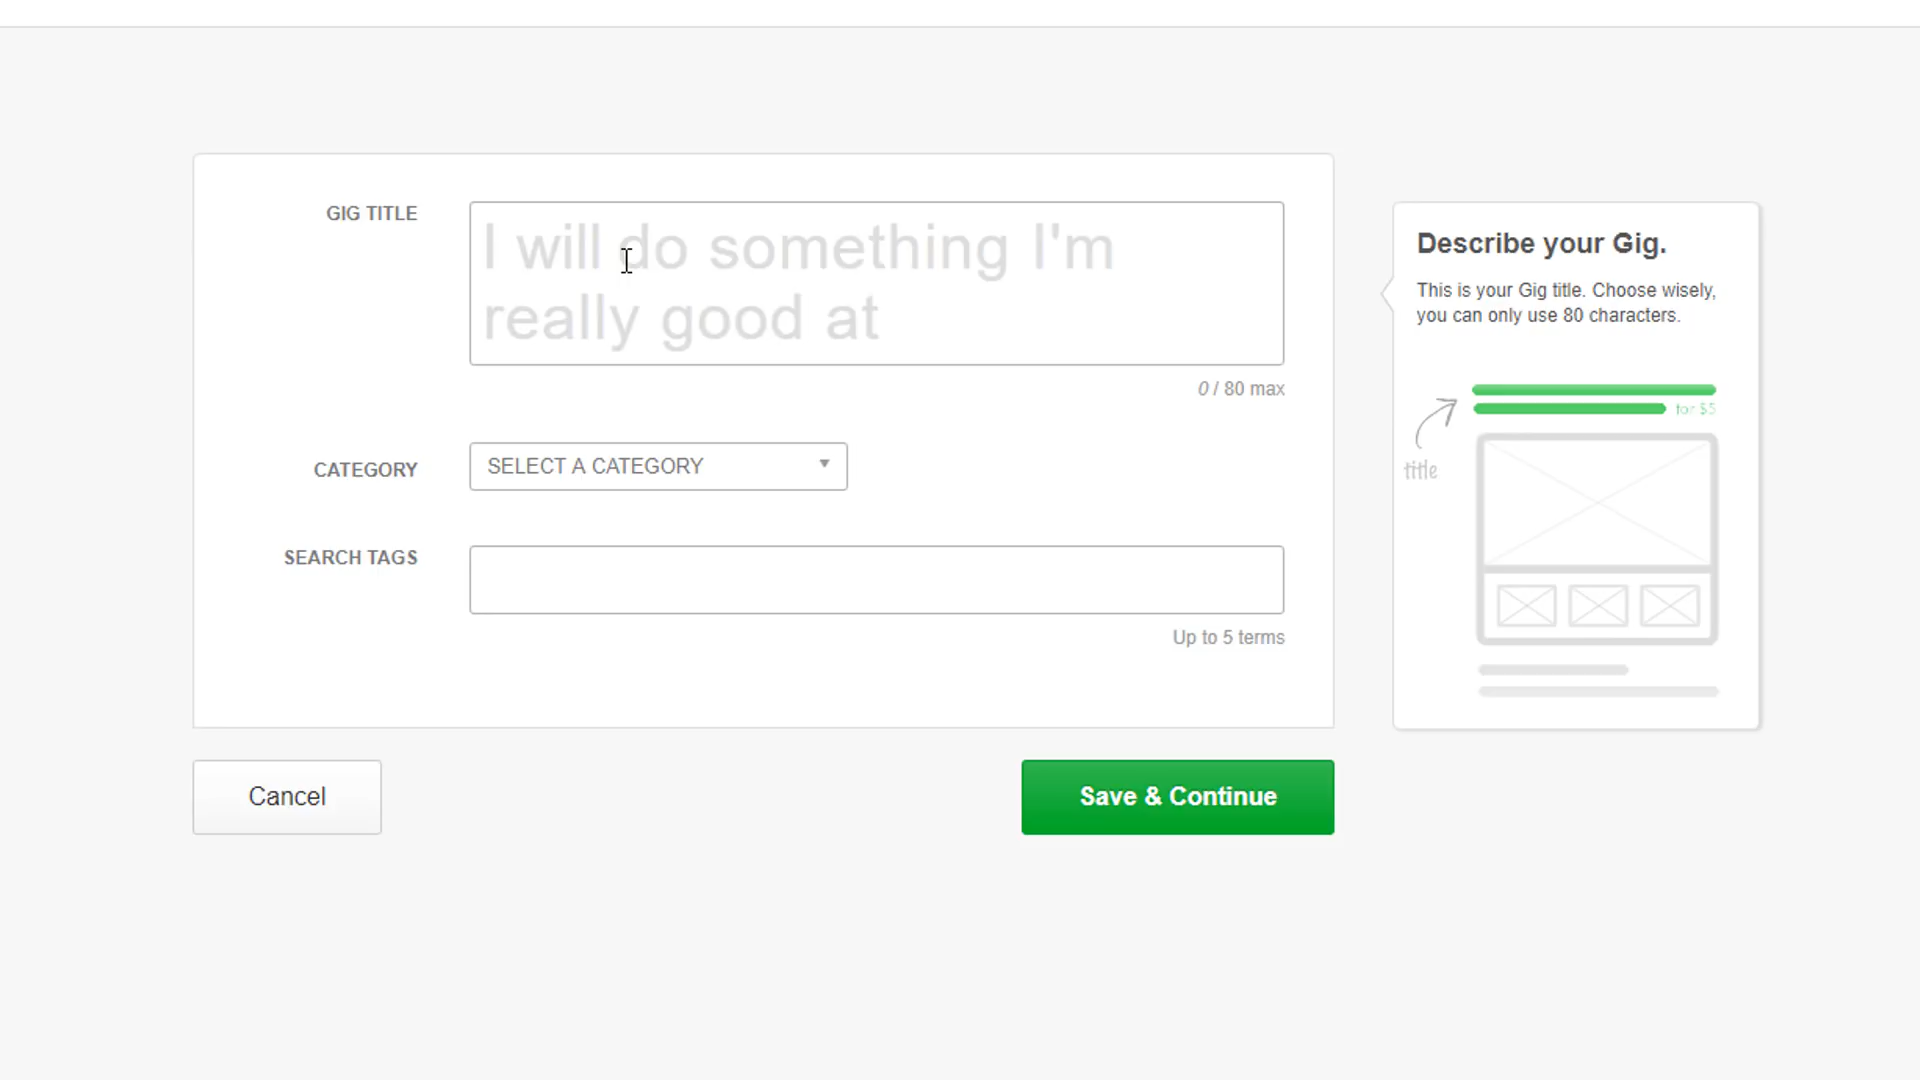 GIG TITLE
I will do something I'm
really good at
0 / 80 max
CATEGORY
SELECT A CATEGORY
SEARCH TAGS
Up to 5 terms
Cancel
Save & Continue
Describe your Gig.
This is your Gig title. Choose wisely,
you can only use 80 characters.
for $5
title